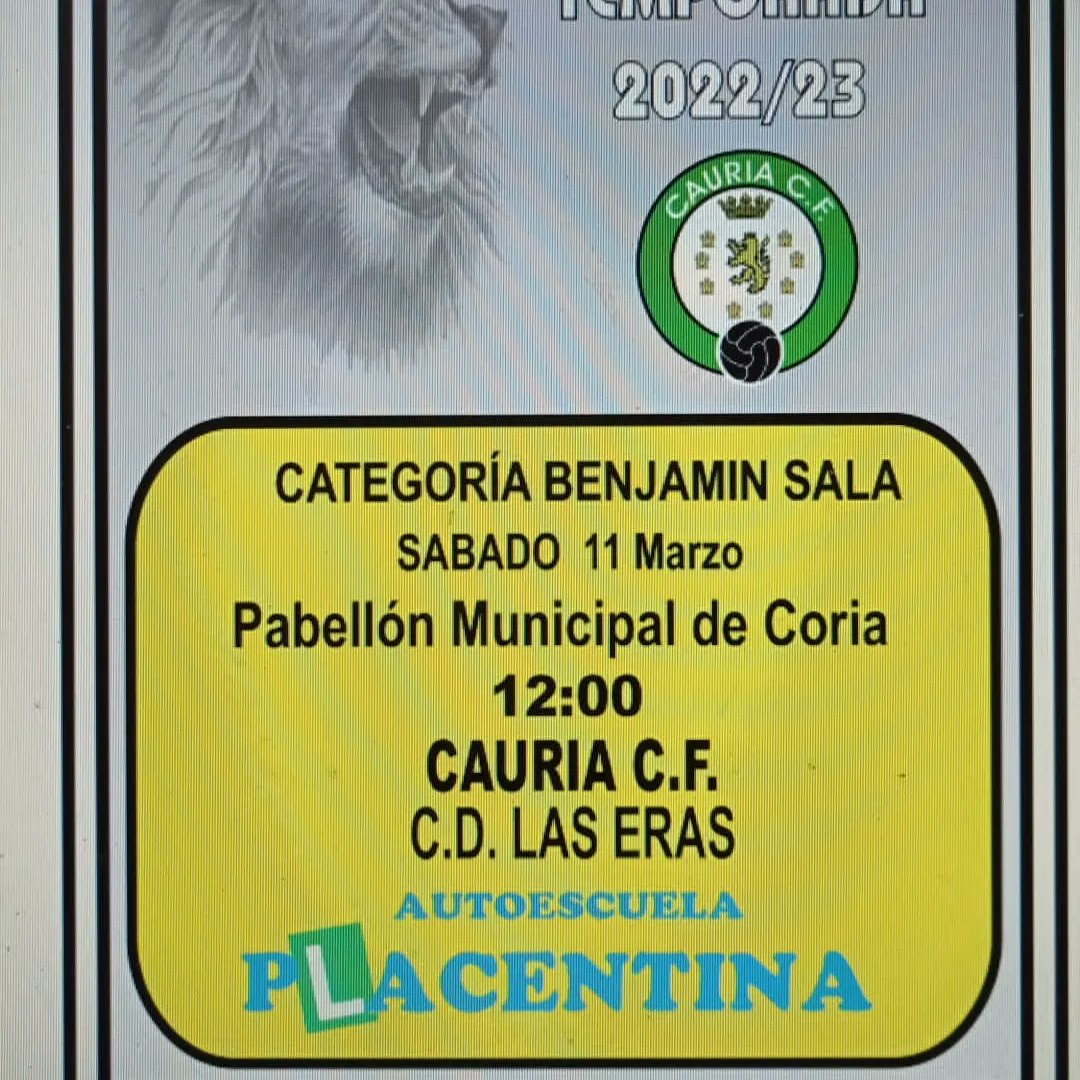 TEMPORADA
2022/23
CAURIA C.F.
CATEGORÍA BENJAMIN SALA
SABADO 11 Marzo
Pabellón Municipal de Coria
12:00
CAURIA C.F.
C.D. LAS ERAS
AUTOESCUELA
PLACENTINA